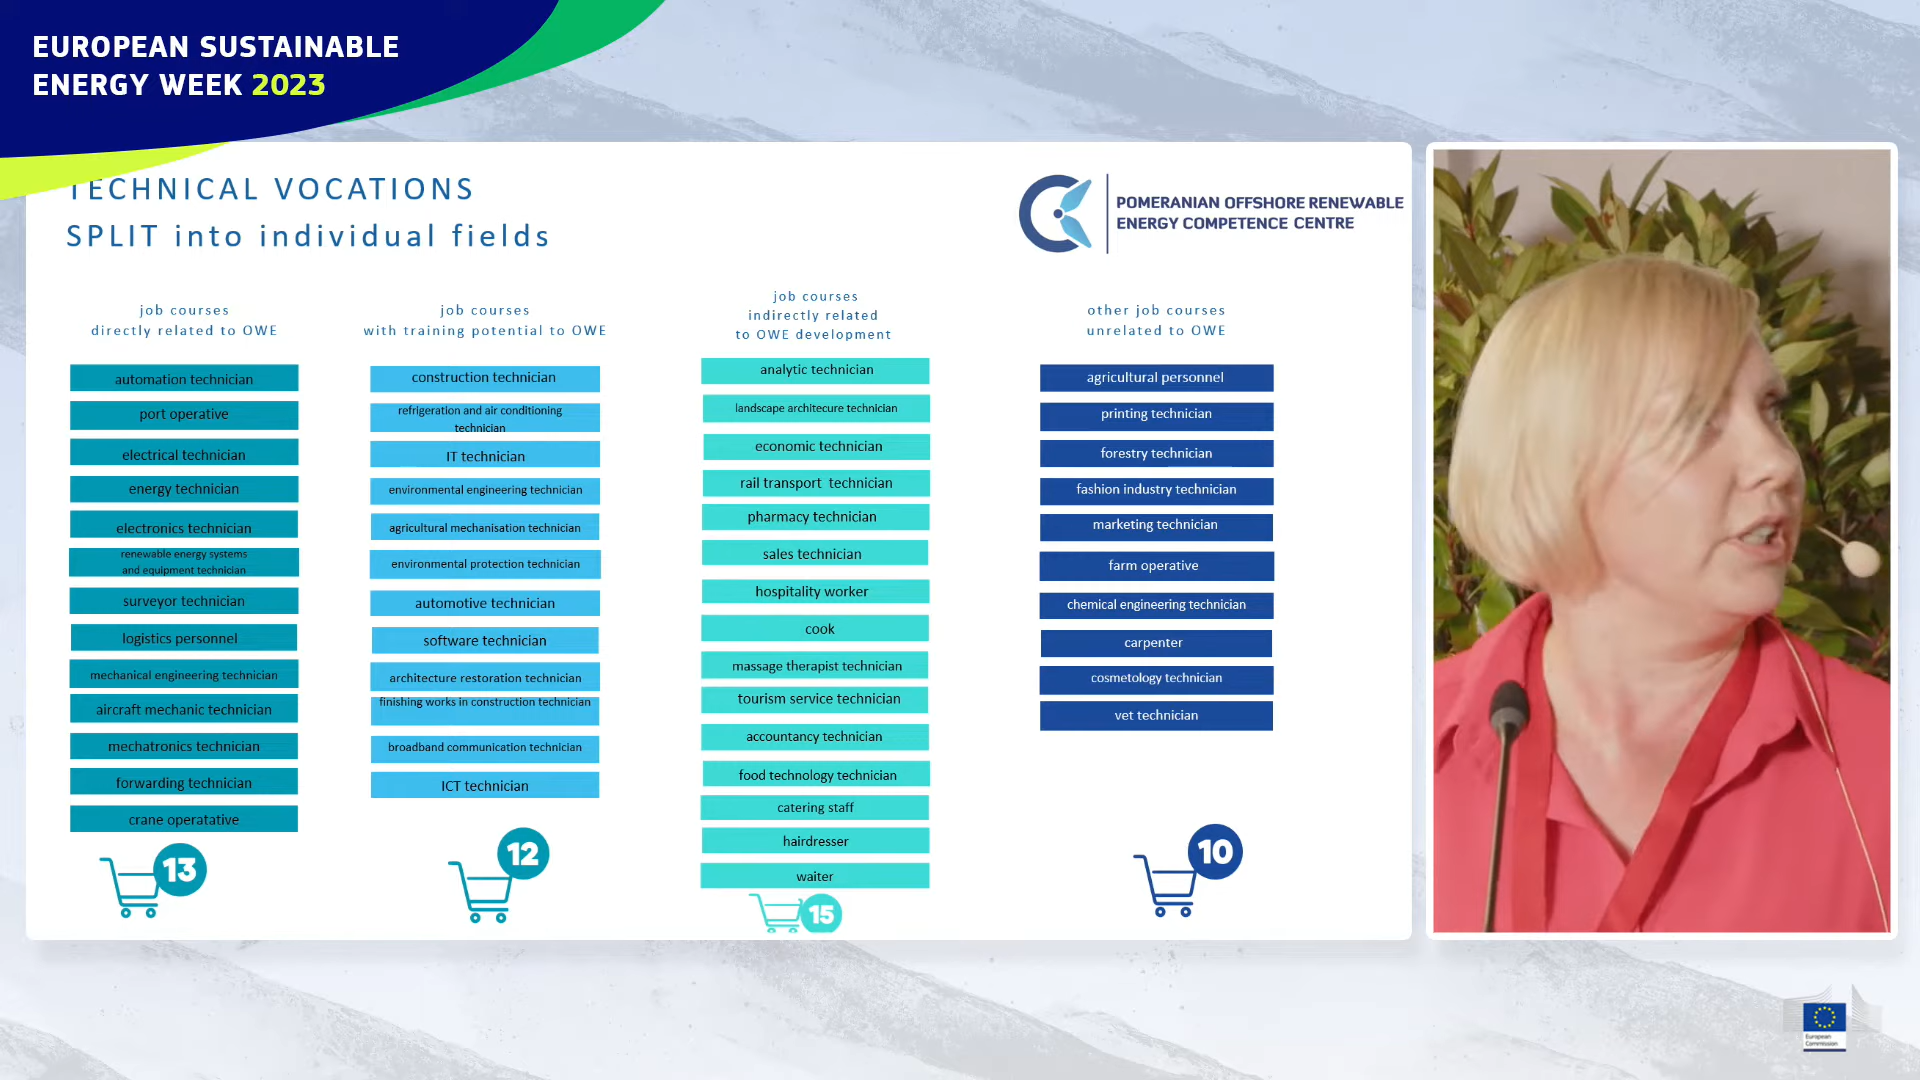 EUROPEAN SUSTAINABLE
ENERGY WEEK 2023
TECHNICAL VOCATIONS
SPLIT into individual fields
POMERANIAN OFFSHORE RENEWABLE
ENERGY COMPETENCE CENTRE
job courses
directly related to OWE
automation technician
port operative
electrical technician
energy technician
electronics technician
renewable energy systems
and equipment technician
surveyor technician
logistics personnel
mechanical engineering technician
aircraft mechanic technician
mechatronics technician
forwarding technician
crane operatative
13
job courses
with training potential to OWE
construction technician
refrigeration and air conditioning
technician
IT technician
environmental engineering technician
agricultural mechanisation technician
environmental protection technician
automotive technician
software technician
architecture restoration technician
finishing works in construction technician
broadband communication technician
ICT technician
12
job courses
indirectly related
to OWE development
analytic technician
landscape architecure technician
economic technician
rail transport technician
pharmacy technician
sales technician
hospitality worker
cook
massage therapist technician
tourism service technician
accountancy technician
food technology technician
catering staff
hairdresser
waiter
15
other job courses
unrelated to OWE
agricultural personnel
printing technician
forestry technician
fashion industry technician
marketing technician
farm operative
chemical engineering technician
carpenter
cosmetology technician
vet technician
10
European
Commission